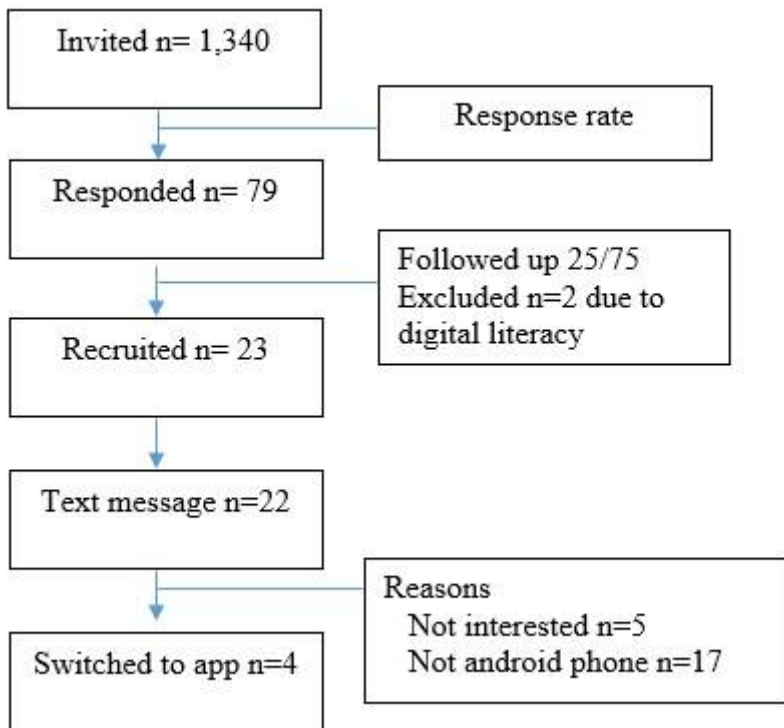 Invited n= 1,340
Response rate
Responded n= 79
Followed up 25/75
Excluded n=2 due to
digital literacy
Recruited n= 23
Text message n=22
Reasons
Not interested n=5
Not android phone n=17
Switched to app n=4